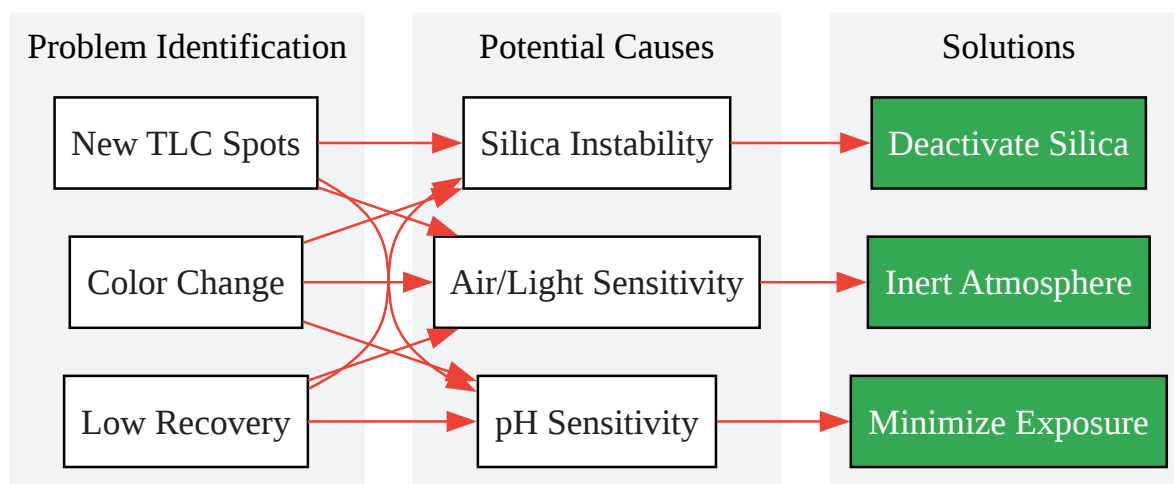 Problem Identification
Potential Causes
Solutions
New TLC Spots
Silica Instability
Deactivate Silica
Color Change
Air/Light Sensitivity
Inert Atmosphere
Low Recovery
pH Sensitivity
Minimize Exposure